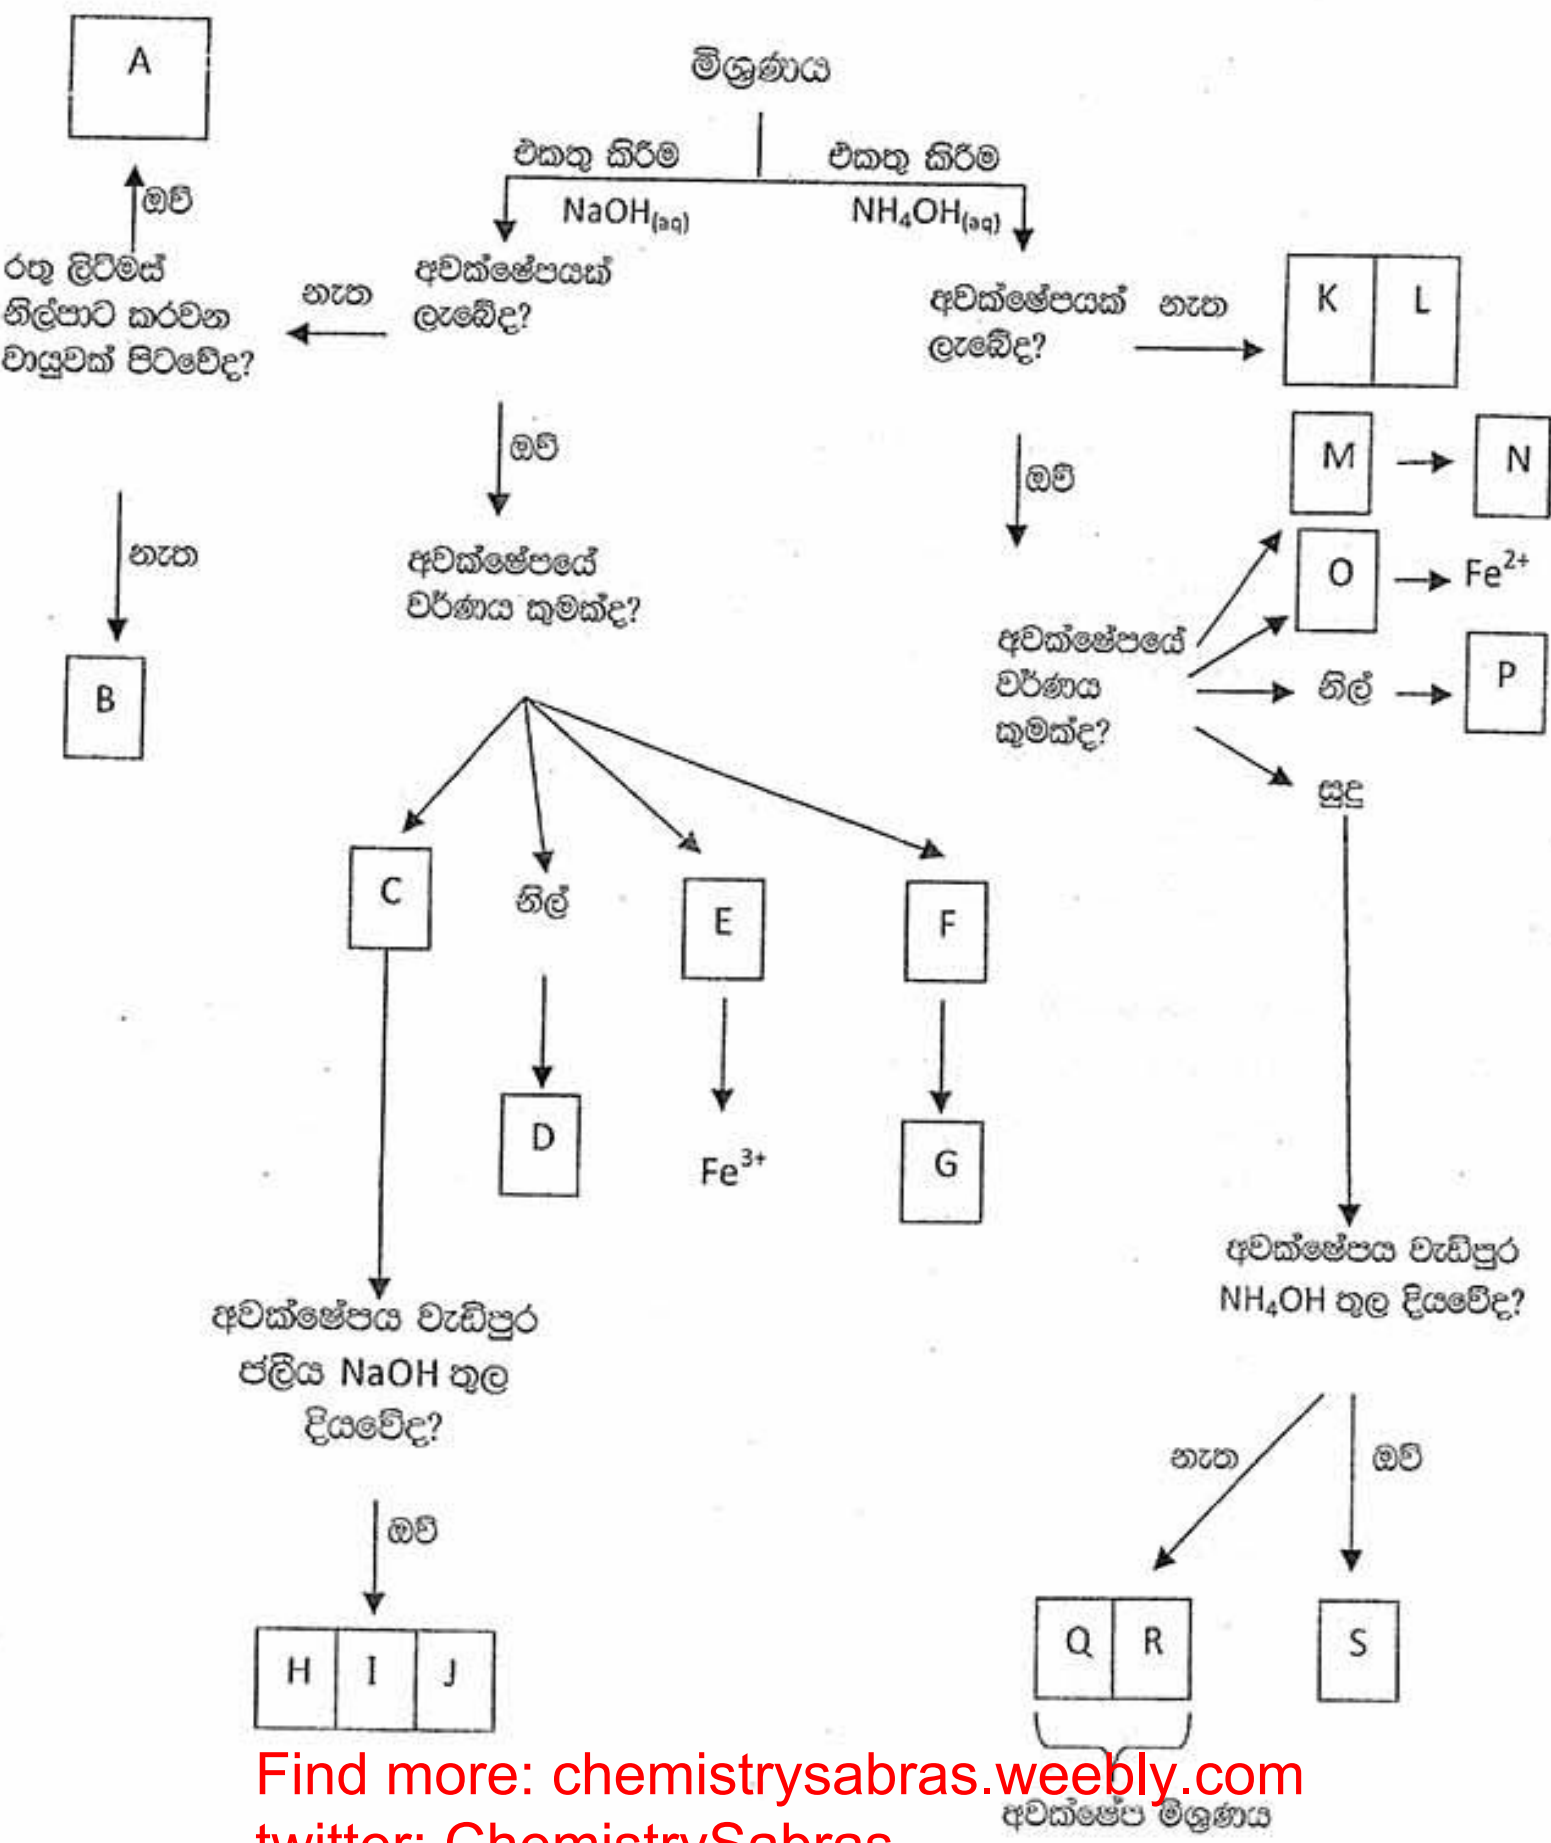 A
මිශ්‍රණය
එකතු කිරීම
එකතු කිරීම
NaOH(aq)
NH₄OH(aq)
ඔව්
රතු ලිට්මස්
නිල්පාට කරවන
වායුවක් පිටවේද?
නැත
අවක්ෂේපයක්
ලැබේද?
අවක්ෂේපයක්
ලැබේද?
නැත
K L
ඔව්
ඔව්
M
N
නැත
අවක්ෂේපයේ
වර්ණය කුමක්ද?
O
Fe²⁺
අවක්ෂේපයේ
වර්ණය
කුමක්ද?
නිල්
P
B
සුදු
C
නිල්
E
F
D
Fe³⁺
G
අවක්ෂේපය වැඩිපුර
ජලීය NaOH තුල
දියවේද?
අවක්ෂේපය වැඩිපුර
NH₄OH තුල දියවේද?
ඔව්
නැත
ඔව්
H I J
Q R
S
Find more: chemistrysabras.weebly.com
අවක්ෂේප මිශ්‍රණය
twitter: ChemistrySabras